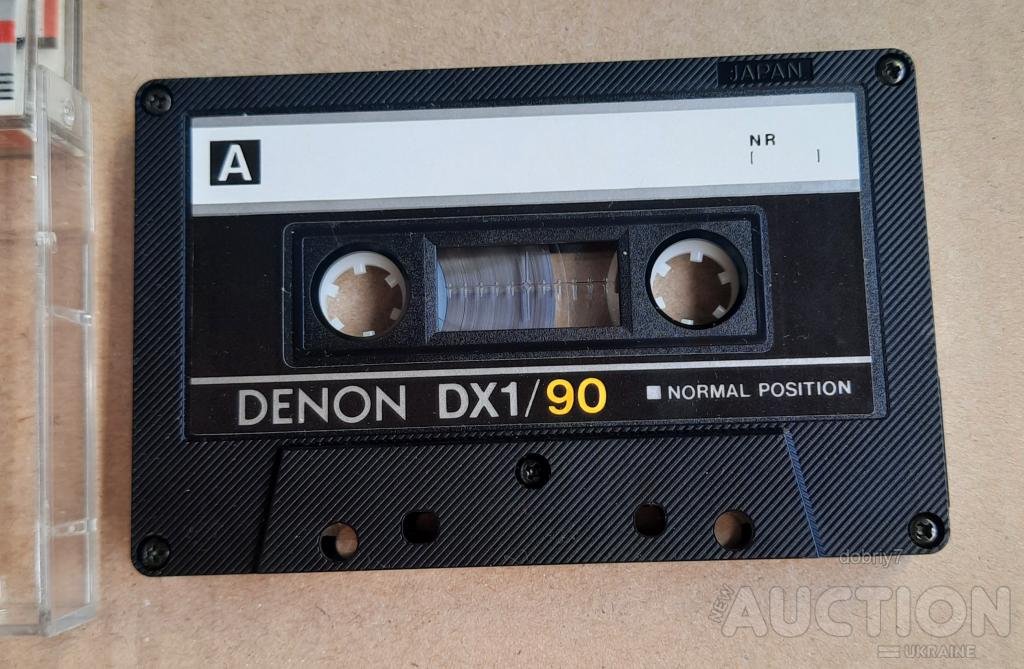 JAPAN
A
NR
[ ]
DENON DX1/90
NORMAL POSITION
dobriy7
NEW
AUCTION
UKRAINE